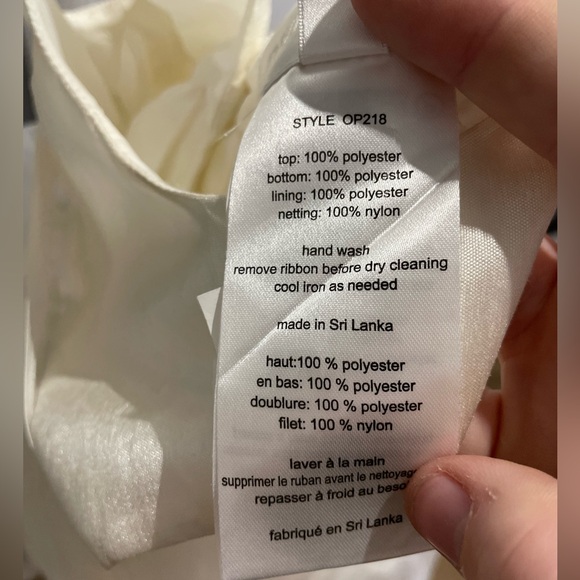 STYLE OP218
top: 100% polyester
bottom: 100% polyester
lining: 100% polyester
netting: 100% nylon
hand wash
remove ribbon before dry cleaning
cool iron as needed
made in Sri Lanka
haut:100 % polyester
en bas: 100 % polyester
doublure: 100 % polyester
filet: 100 % nylon
laver à la main
supprimer le ruban avant le
repasser à froid au
fabriqué en Sri Lanka